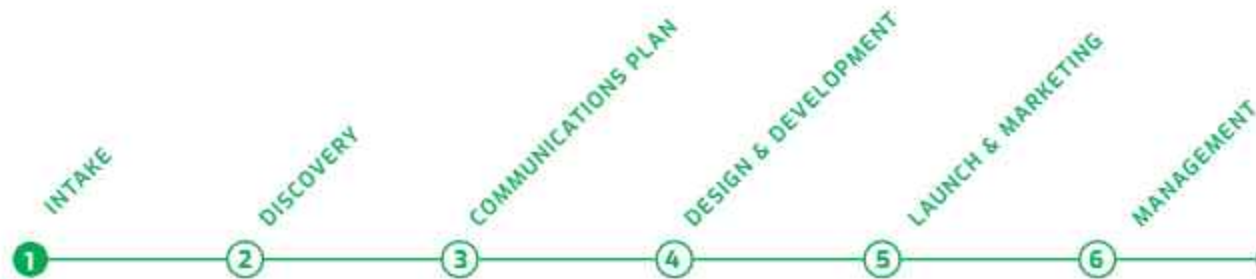 INTAKE
DISCOVERY
COMMUNICATIONS PLAN
DESIGN & DEVELOPMENT
LAUNCH & MARKETING
MANAGEMENT
1
2
3
4
5
6